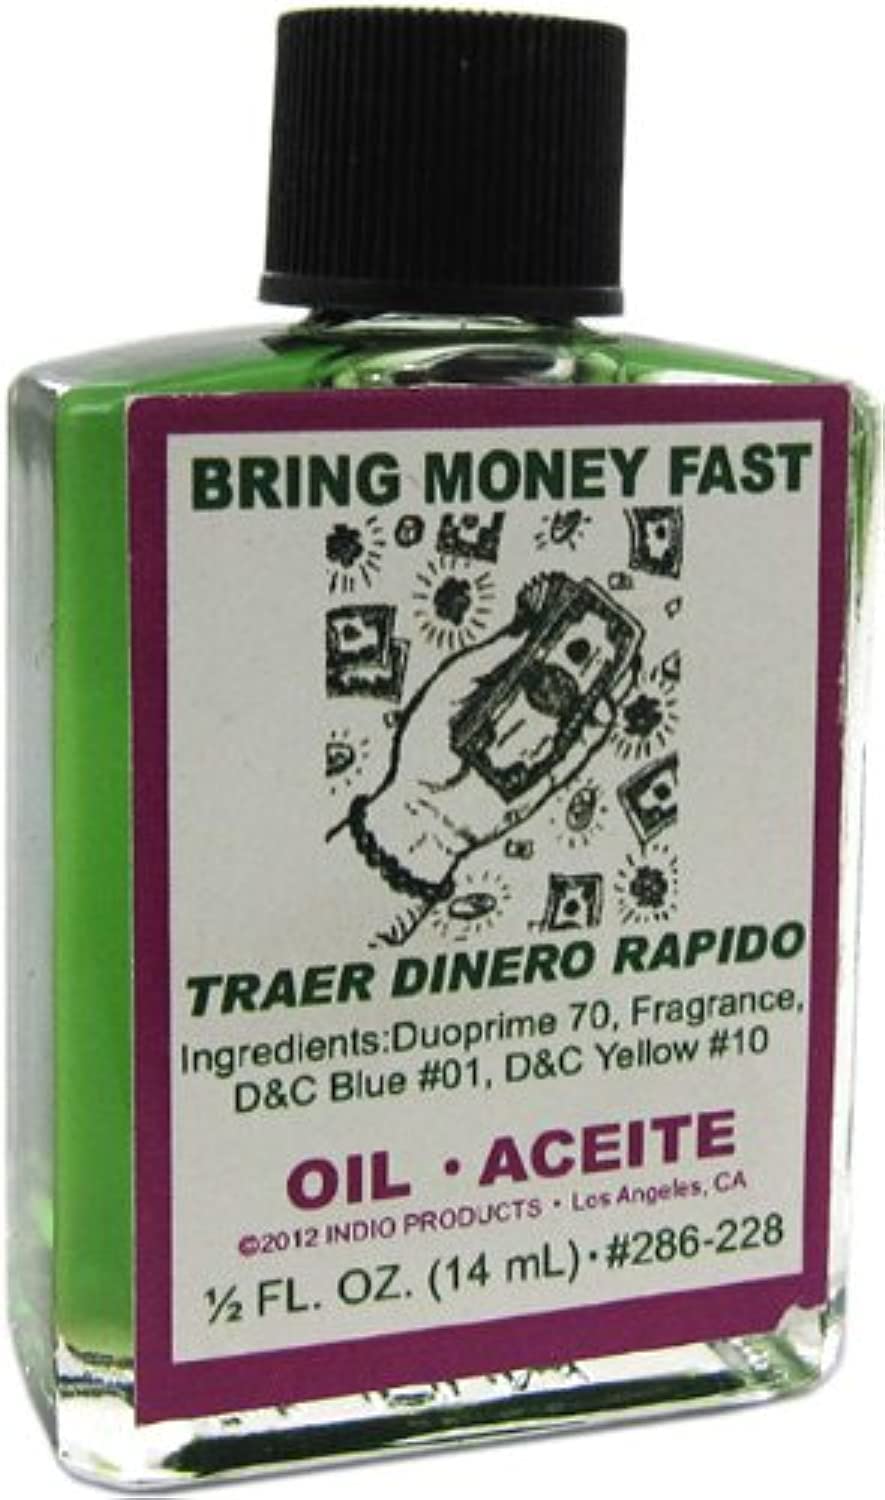 BRING MONEY FAST
TRAER DINERO RAPIDO
Ingredients:Duoprime 70, Fragrance,
D&C Blue #01, D&C Yellow #10
OIL • ACEITE
©2012 INDIO PRODUCTS • Los Angeles, CA
½ FL. OZ. (14 mL) • #286-228